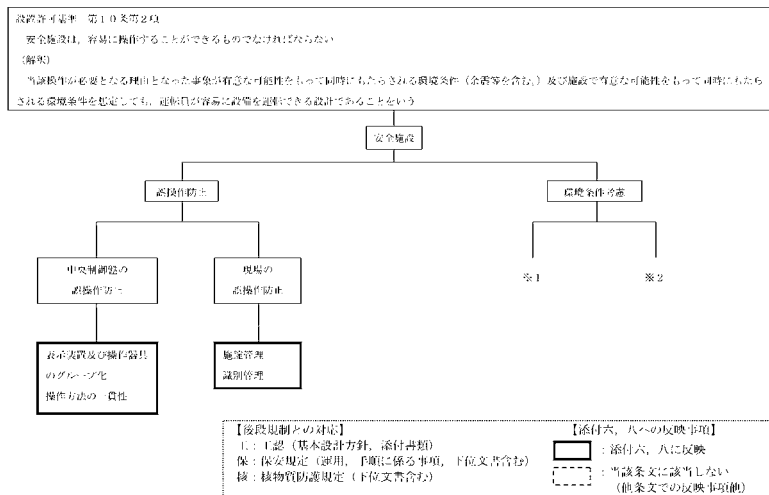 設置許可基準　第１０条第２項
安全施設は，容易に操作することができるものでなければならない
（解釈）
当該操作が必要となる理由となった事象が有意な可能性をもって同時にもたらされる環境条件（余震等を含む。）及び施設で有意な可能性をもって同時にもたら
される環境条件を想定しても，運転員が容易に設備を運転できる設計であることをいう
安全施設
誤操作防止
環境条件考慮
中央制御盤の
誤操作防止
現場の
誤操作防止
※１
※２
表示装置及び操作器具
のグループ化
操作方法の一貫性
施錠管理
識別管理
【後段規制との対応】
工：工認（基本設計方針，添付書類）
保：保安規定（運用，手順に係る事項，下位文書含む）
核：核物質防護規定（下位文書含む）
【添付六，八への反映事項】
：添付六，八に反映
：当該条文に該当しない
（他条文での反映事項他）